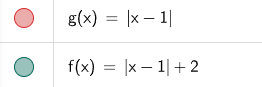 g(x) = |x − 1|
f(x) = |x − 1| + 2